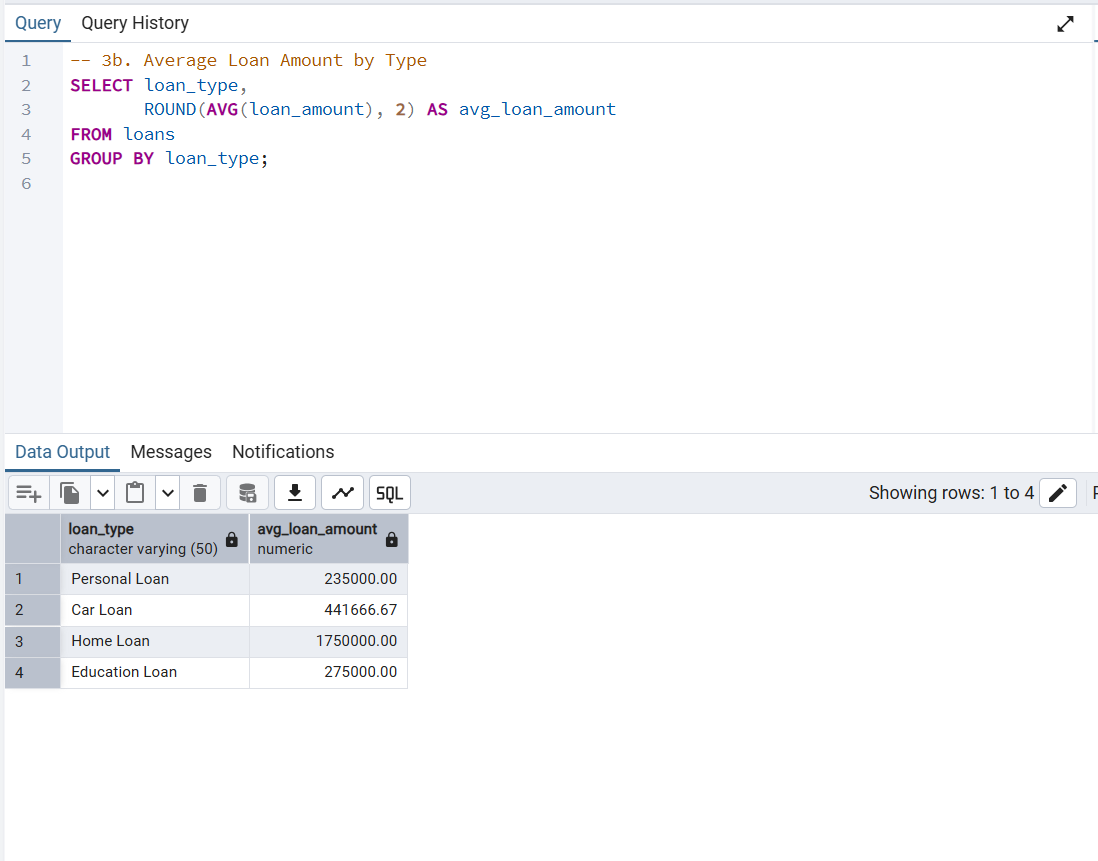 Query Query History
1 -- 3b. Average Loan Amount by Type
2 SELECT loan_type,
3 ROUND(AVG(loan_amount), 2) AS avg_loan_amount
4 FROM loans
5 GROUP BY loan_type;
6
Data Output Messages Notifications
SQL Showing rows: 1 to 4
loan_type avg_loan_amount
character varying (50) numeric
1 Personal Loan 235000.00
2 Car Loan 441666.67
3 Home Loan 1750000.00
4 Education Loan 275000.00